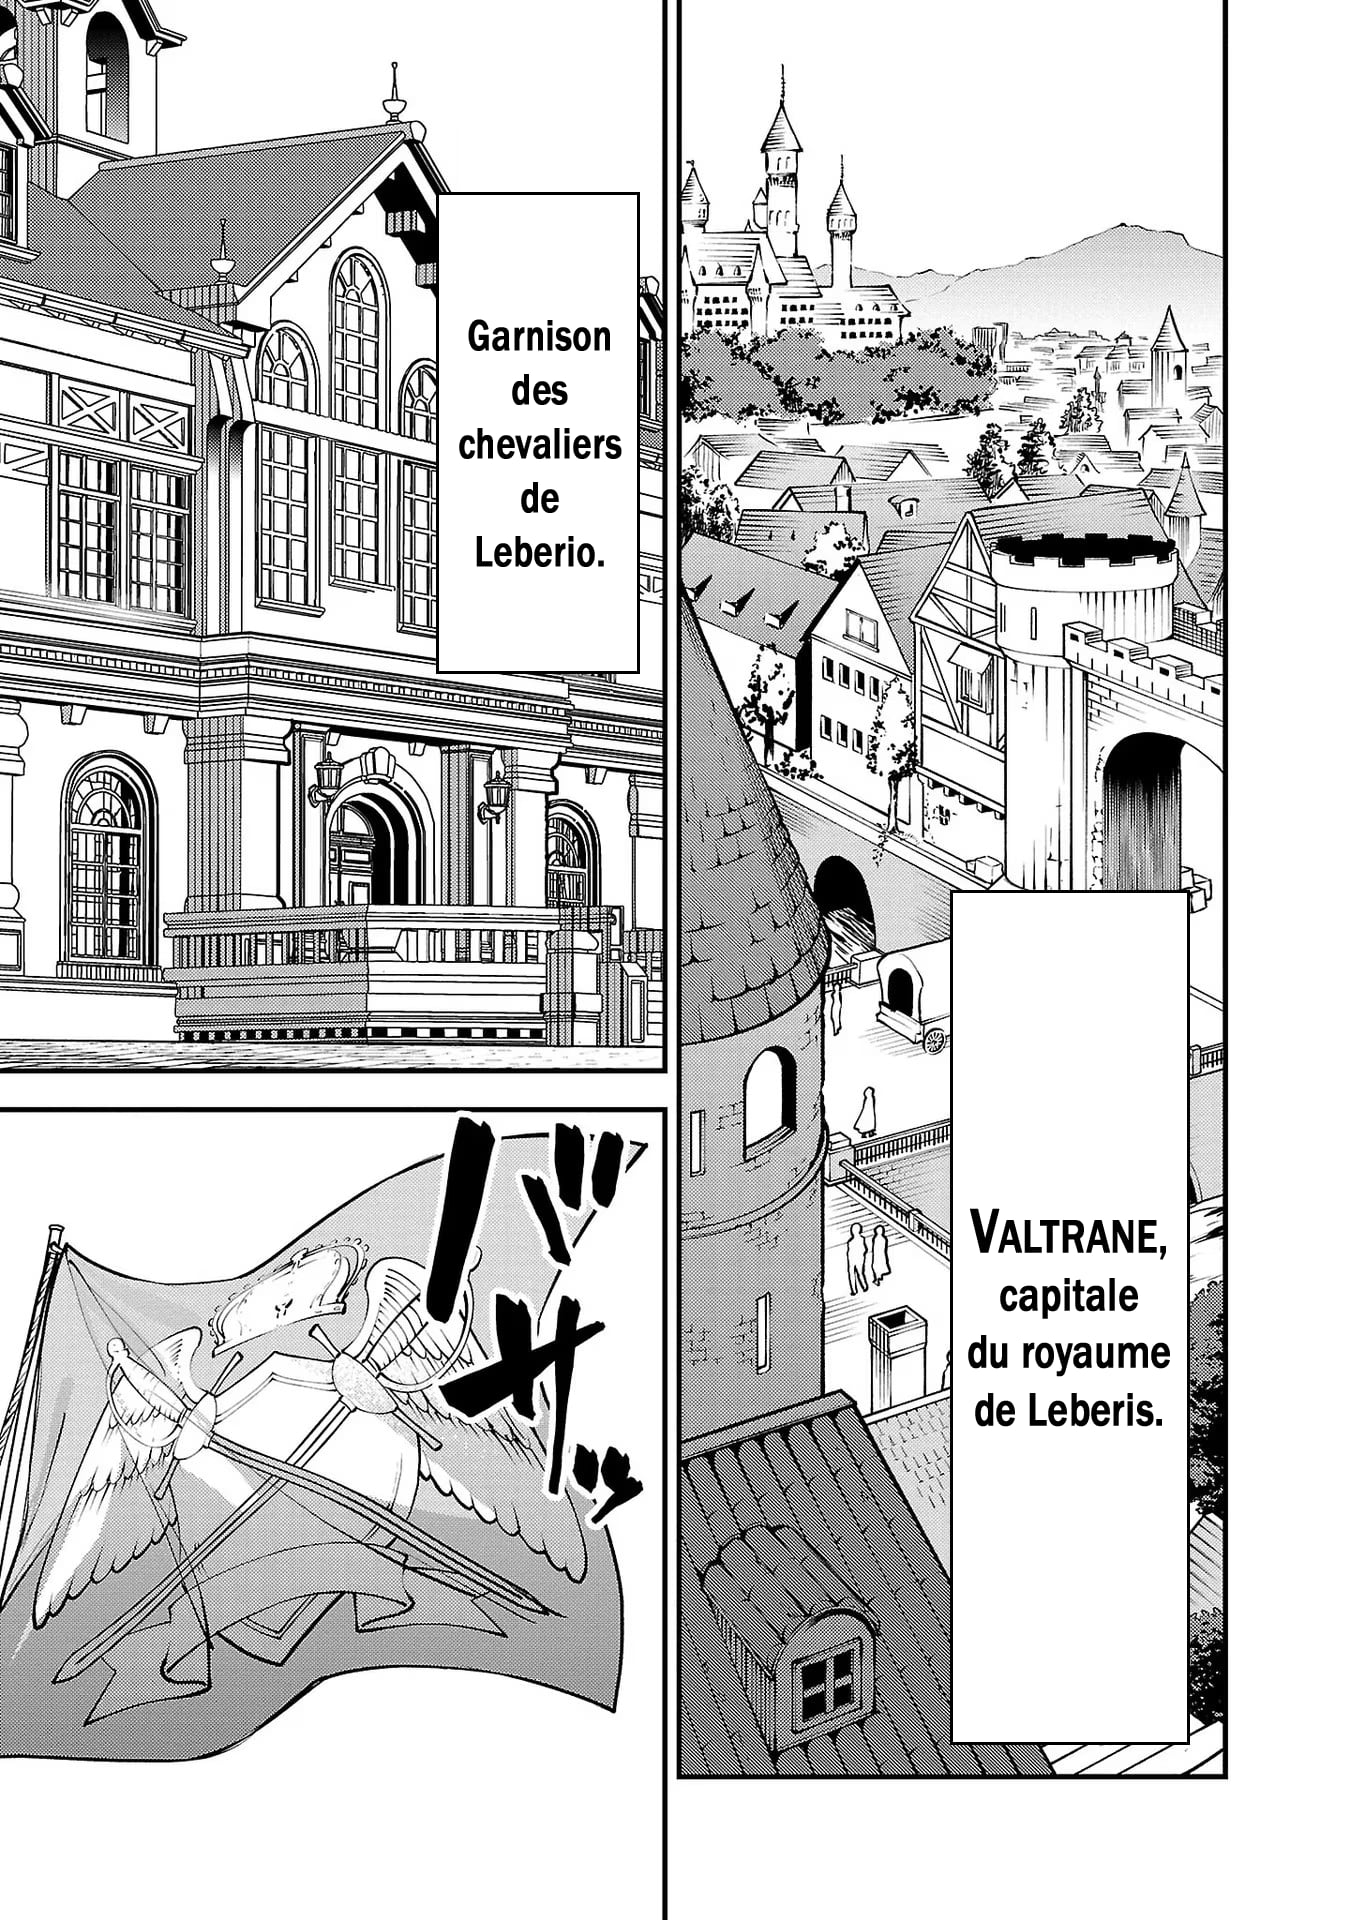 VALTRANE,
capitale
du royaume
de Leberis.
Garnison
des
chevaliers
de
Leberio.
バサッ